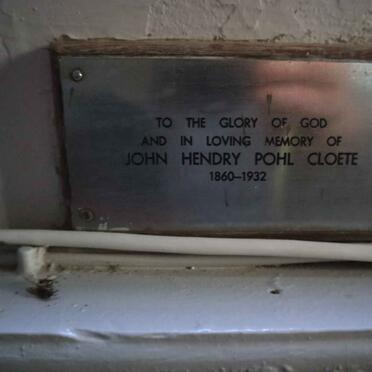 TO THE GLORY OF GOD
AND IN LOVING MEMORY OF
JOHN HENDRY POHL CLOETE
1860-1932